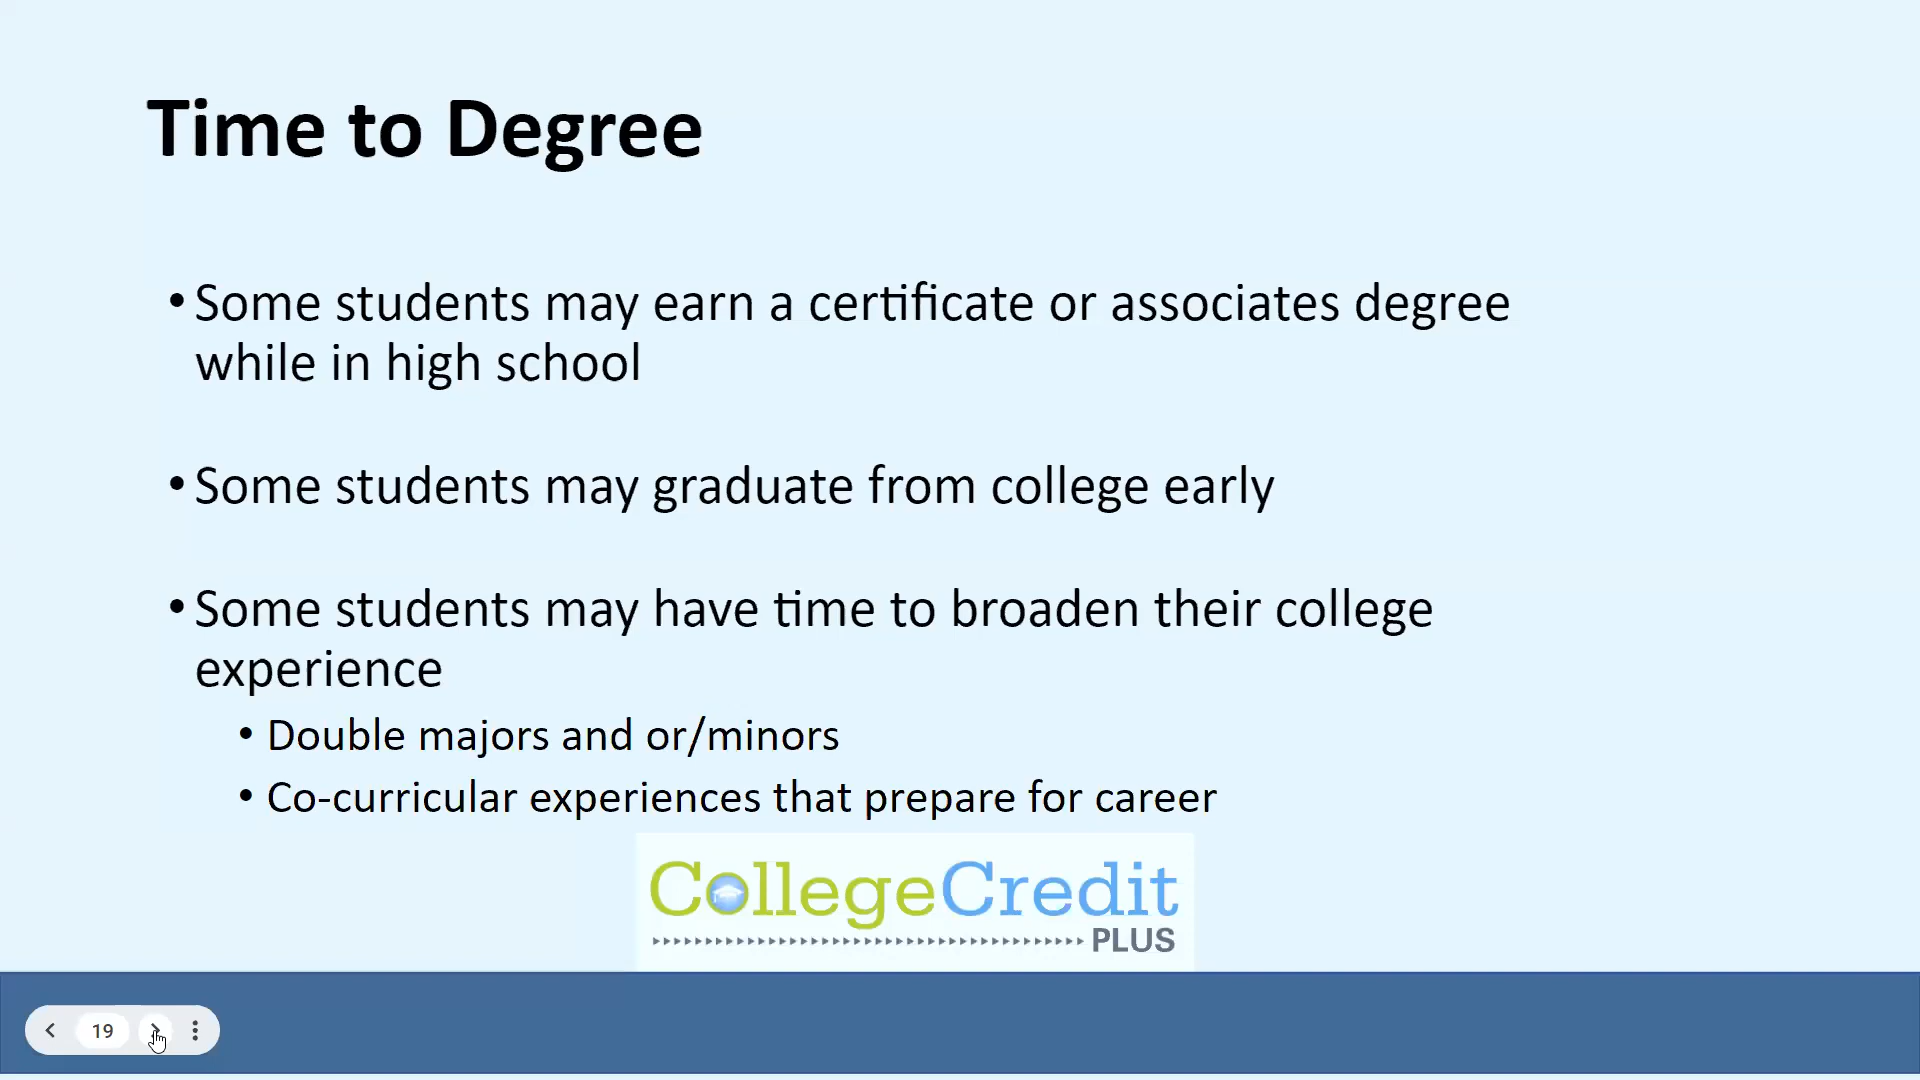 Time to Degree
• Some students may earn a certificate or associates degree
while in high school
• Some students may graduate from college early
• Some students may have time to broaden their college
experience
• Double majors and or/minors
• Co-curricular experiences that prepare for career
CollegeCredit
PLUS
19